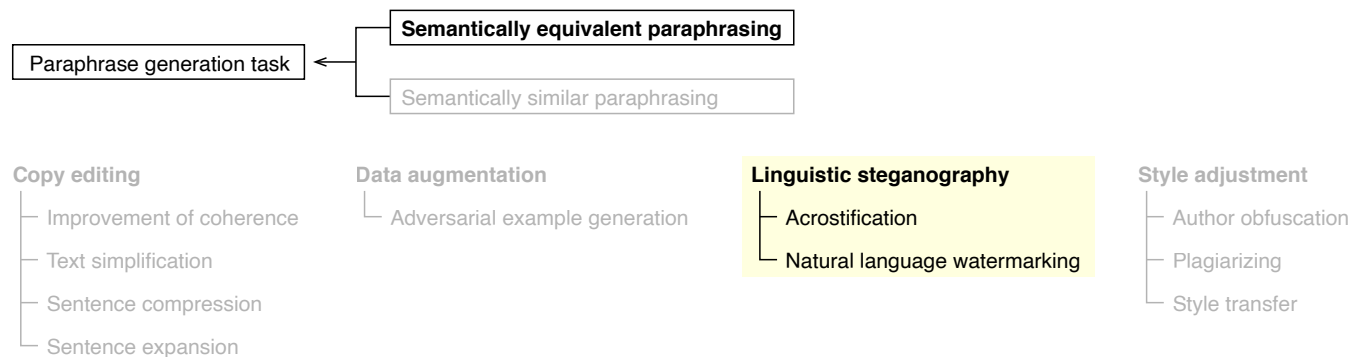 Semantically equivalent paraphrasing
Paraphrase generation task
Semantically similar paraphrasing
Copy editing
Improvement of coherence
Text simplification
Sentence compression
Sentence expansion
Data augmentation
Adversarial example generation
Linguistic steganography
Acrostification
Natural language watermarking
Style adjustment
Author obfuscation
Plagiarizing
Style transfer